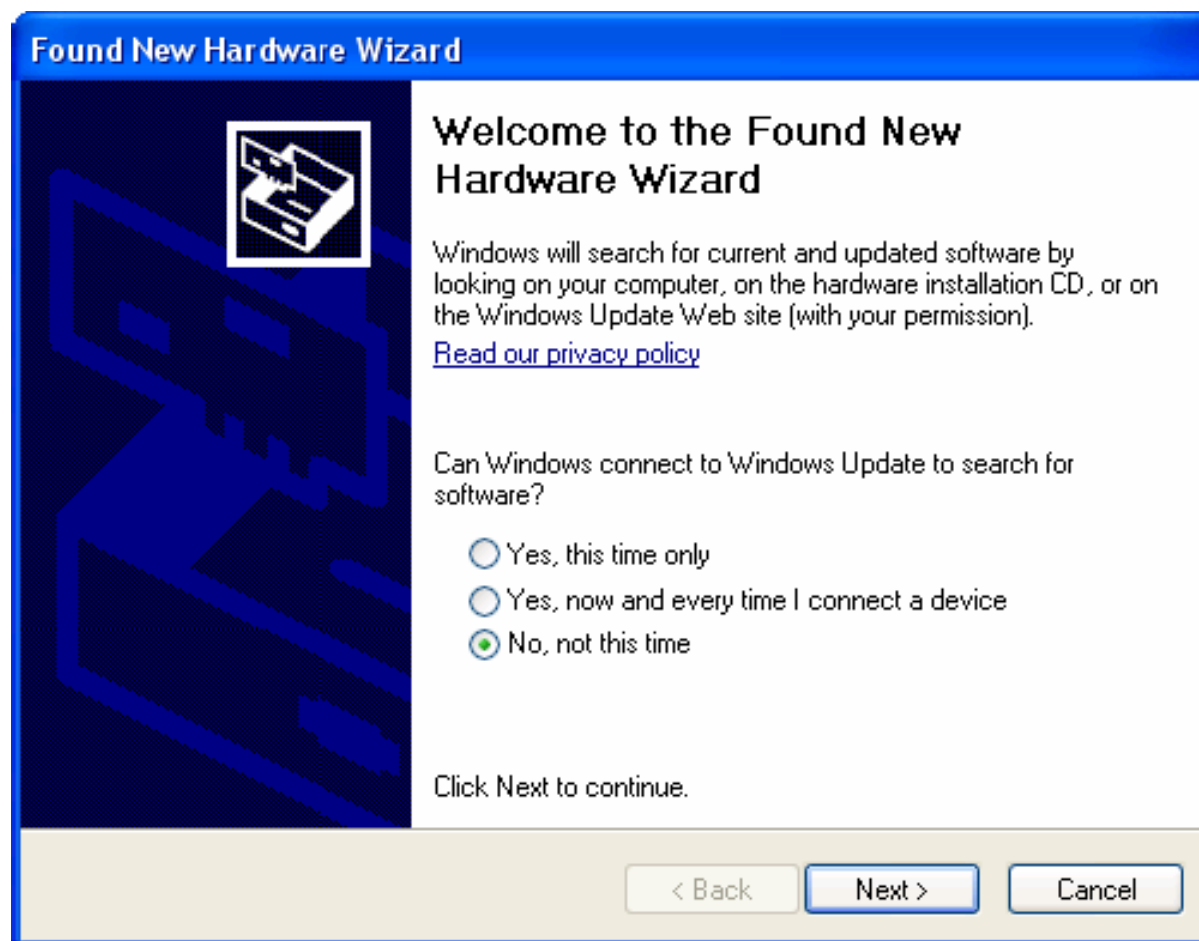 Found New Hardware Wizard
Welcome to the Found New
Hardware Wizard
Windows will search for current and updated software by
looking on your computer, on the hardware installation CD, or on
the Windows Update Web site (with your permission).
Read our privacy policy
Can Windows connect to Windows Update to search for
software?
Yes, this time only
Yes, now and every time I connect a device
No, not this time
Click Next to continue.
< Back Next > Cancel